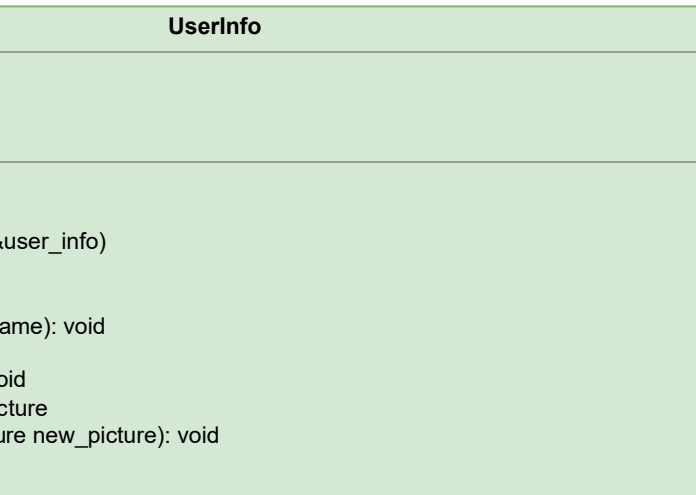 UserInfo
&user_info)
ame): void
oid
cture
ure new_picture): void